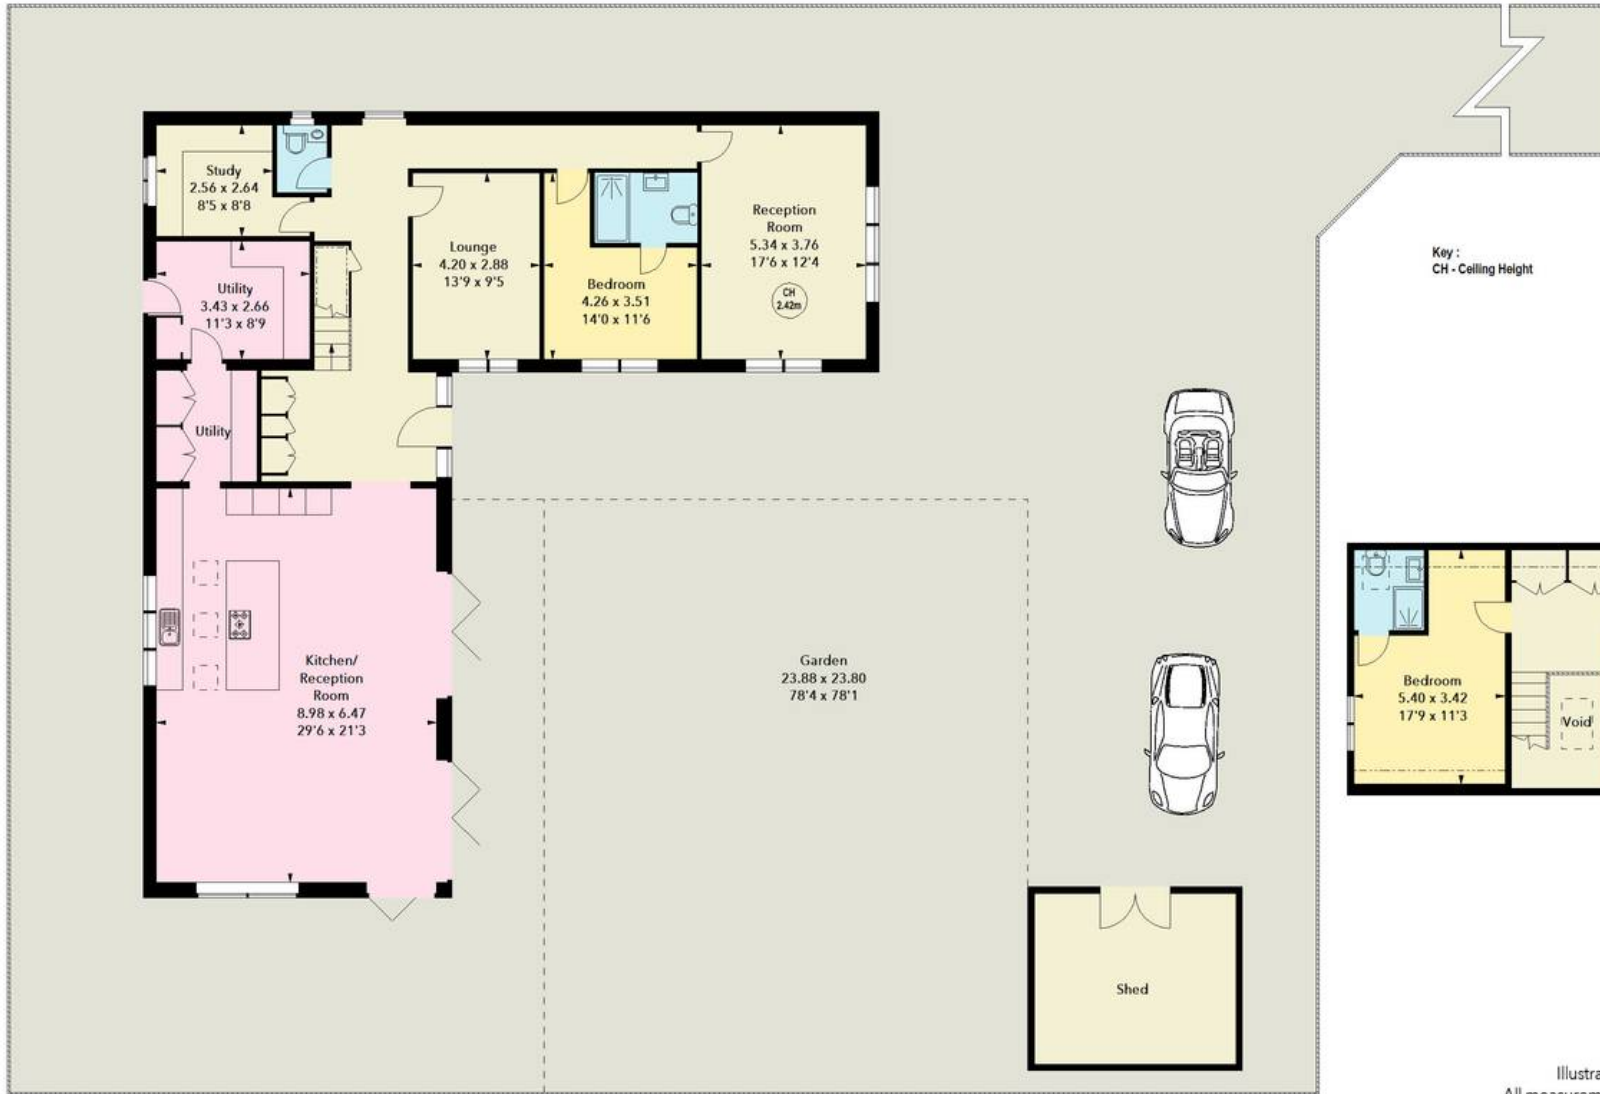 Study
2.56 x 2.64
8'5 x 8'8
Utility
3.43 x 2.66
11'3 x 8'9
Utility
Lounge
4.20 x 2.88
13'9 x 9'5
Bedroom
4.26 x 3.51
14'0 x 11'6
Reception
Room
5.34 x 3.76
17'6 x 12'4
CH
2.42m
Key :
CH - Ceiling Height
Kitchen/
Reception
Room
8.98 x 6.47
29'6 x 21'3
Garden
23.88 x 23.80
78'4 x 78'1
Bedroom
5.40 x 3.42
17'9 x 11'3
Void
Shed
Illustra